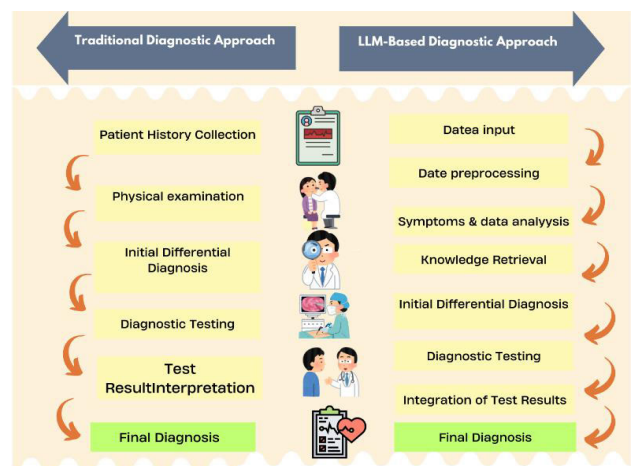 Traditional Diagnostic Approach
LLM-Based Diagnostic Approach
Patient History Collection
Physical examination
Initial Differential
Diagnosis
Diagnostic Testing
Test
ResultInterpretation
Final Diagnosis
Datea input
Date preprocessing
Symptoms & data analyysis
Knowledge Retrieval
Initial Differential Diagnosis
Diagnostic Testing
Integration of Test Results
Final Diagnosis